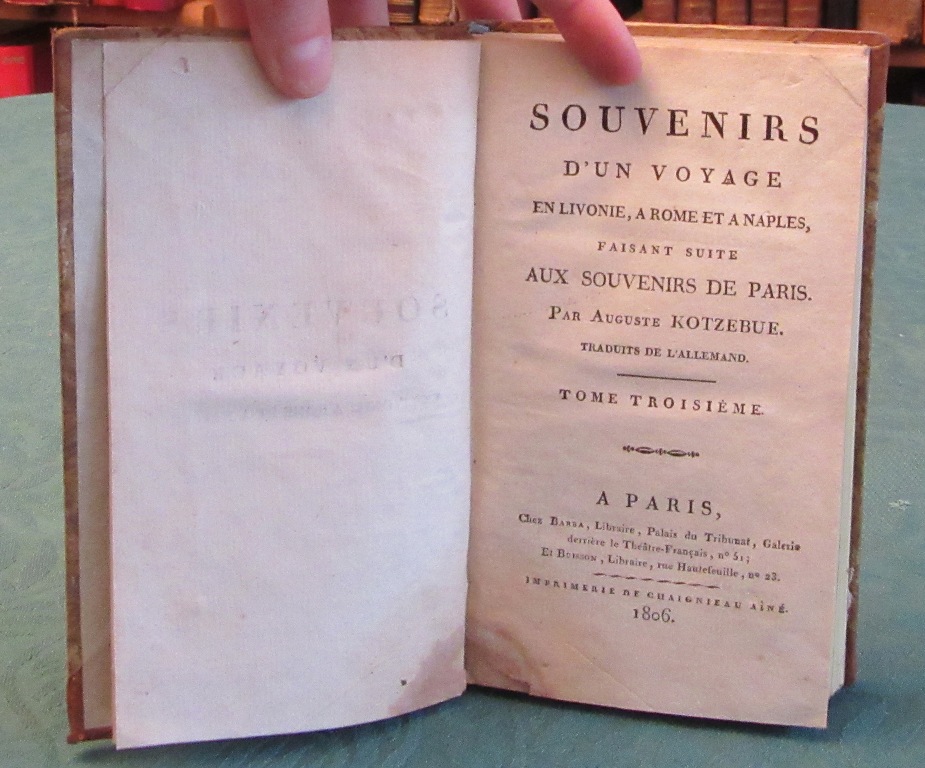 SOUVENIRS
D'UN VOYAGE
EN LIVONIE, A ROME ET A NAPLES,
FAISANT SUITE
AUX SOUVENIRS DE PARIS.
PAR AUGUSTE KOTZEBUE.
TRADUITS DE L'ALLEMAND.
TOME TROISIÈME.
A PARIS,
Chez BARBA, Libraire, Palais du Tribunat, Galerie
derrière le Théâtre-Français, n° 51;
Et BUISSON, Libraire, rue Hautefeuille, n° 23.
IMPRIMERIE DE CHAIGNIEAU AÎNÉ.
1806.